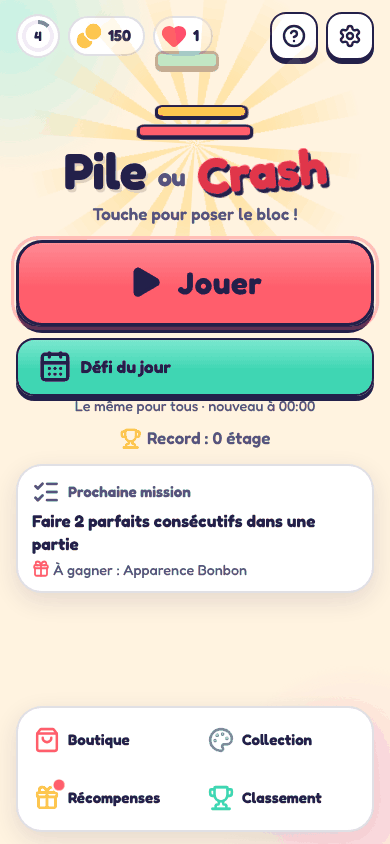 4
150
1
Pile ou Crash
Touche pour poser le bloc !
Jouer
Défi du jour
Le même pour tous · nouveau à 00:00
Record : 0 étage
Prochaine mission
Faire 2 parfaits consécutifs dans une
partie
À gagner : Apparence Bonbon
Boutique
Collection
Récompenses
Classement